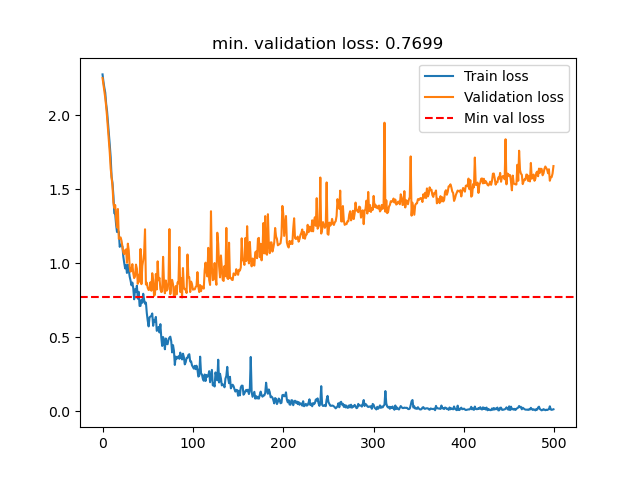 min. validation loss: 0.7699
Train loss
Validation loss
Min val loss
2.0
1.5
1.0
0.5
0.0
0 100 200 300 400 500